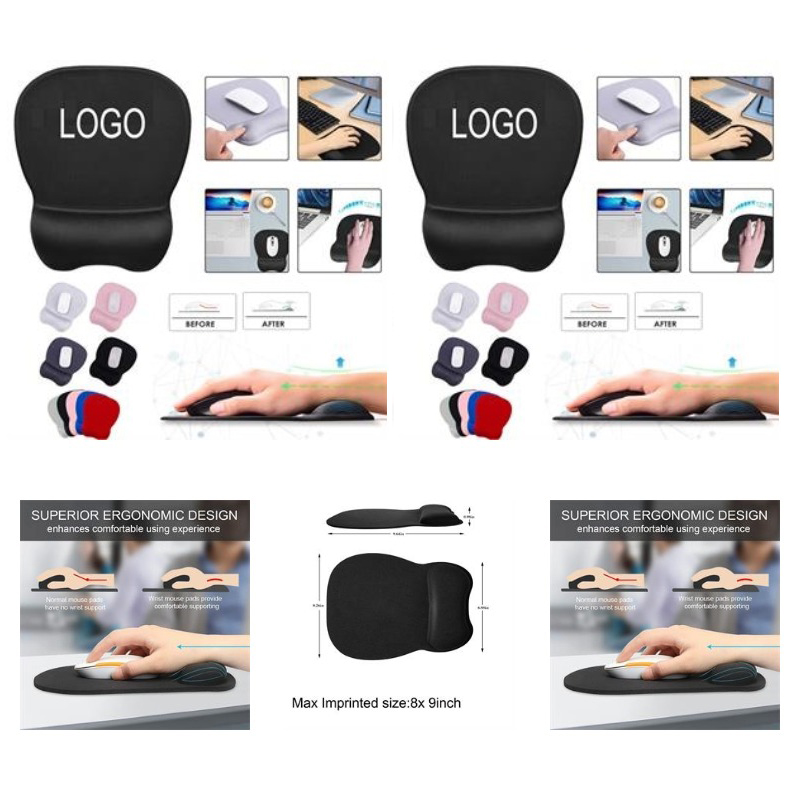 LOGO
LOGO
BEFORE
AFTER
BEFORE
AFTER
SUPERIOR ERGONOMIC DESIGN
enhances comfortable using experience
Normal mouse pads
have no wrist support
Wrist mouse pads provide
comfortable supporting
Max Imprinted size:8x 9inch
SUPERIOR ERGONOMIC DESIGN
enhances comfortable using experience
Normal mouse pads
have no wrist support
Wrist mouse pads provide
comfortable supporting